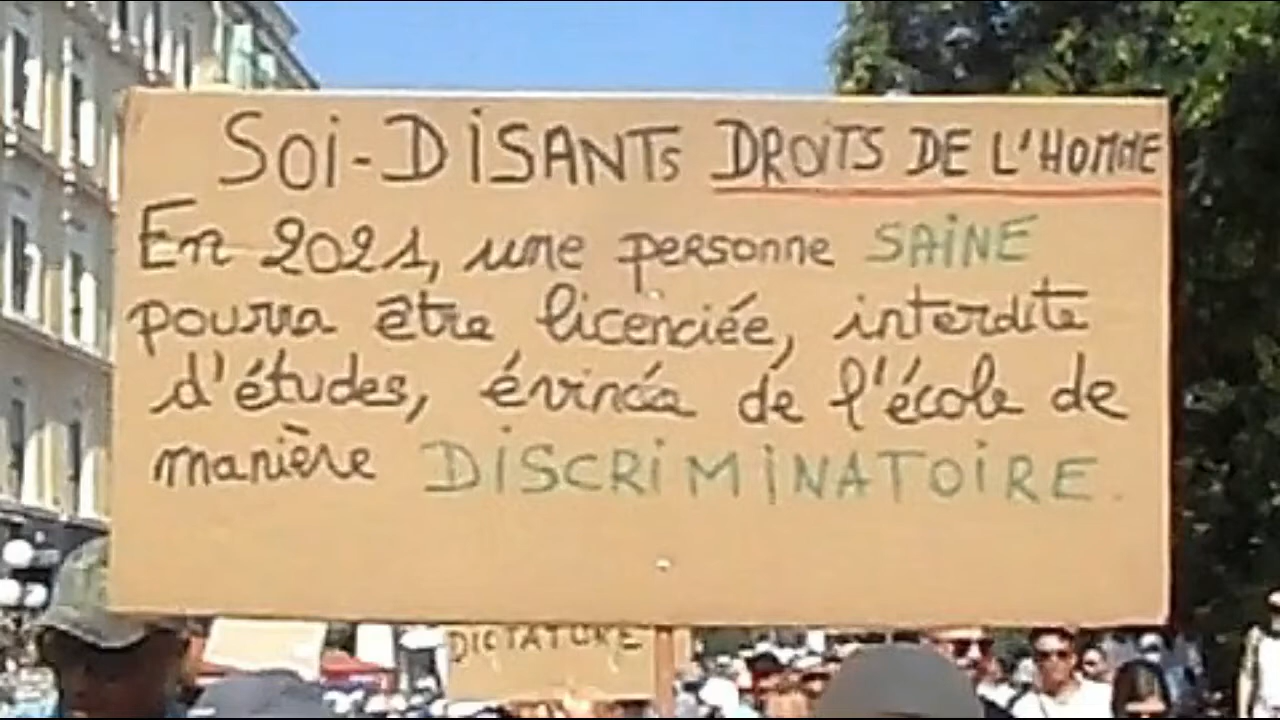 SOI-DISANTS DROITS DE L'HOMME
En 2021, une personne SAINE
pourra être licenciée, interdite
d'études, évincée de l'école de
manière DISCRIMINATOIRE.
DICTATURE